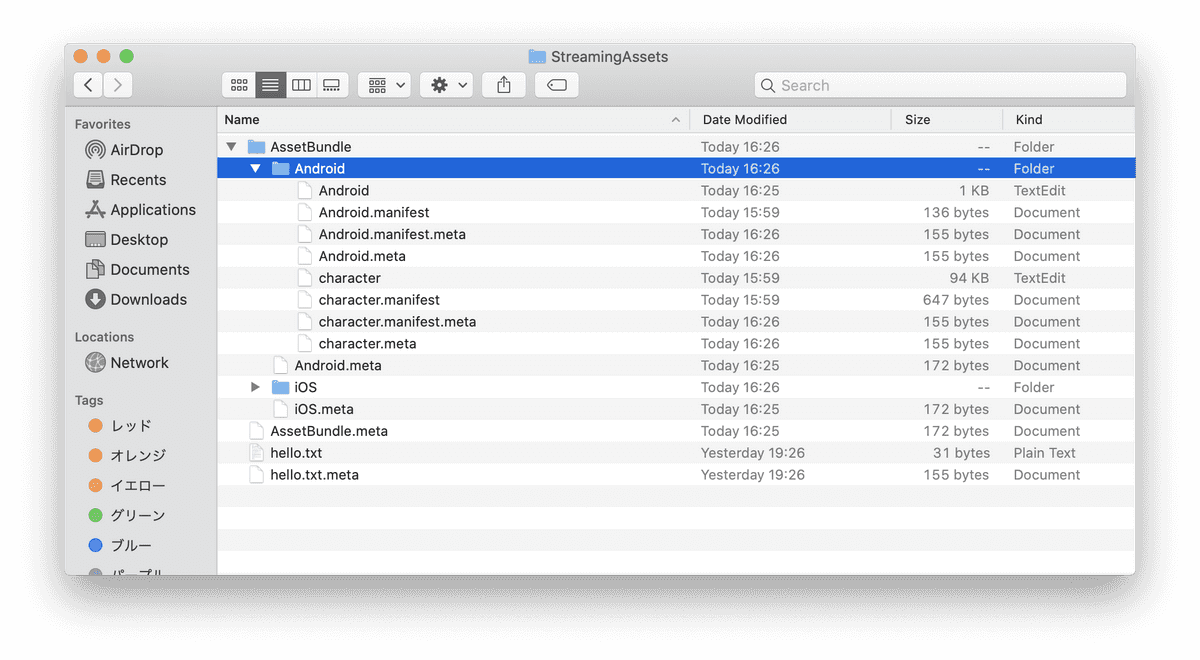 StreamingAssets
Search
Favorites
AirDrop
Recents
Applications
Desktop
Documents
Downloads
Locations
Network
Tags
レッド
オレンジ
イエロー
グリーン
ブルー
パープル
Name Date Modified Size Kind
AssetBundle Today 16:26 -- Folder
Android Today 16:26 -- Folder
Android Today 16:25 1 KB TextEdit
Android.manifest Today 15:59 136 bytes Document
Android.manifest.meta Today 16:26 155 bytes Document
Android.meta Today 16:26 155 bytes Document
character Today 15:59 94 KB TextEdit
character.manifest Today 15:59 647 bytes Document
character.manifest.meta Today 16:26 155 bytes Document
character.meta Today 16:26 155 bytes Document
Android.meta Today 16:25 172 bytes Document
iOS Today 16:26 -- Folder
iOS.meta Today 16:25 172 bytes Document
AssetBundle.meta Today 16:25 172 bytes Document
hello.txt Yesterday 19:26 31 bytes Plain Text
hello.txt.meta Yesterday 19:26 155 bytes Document